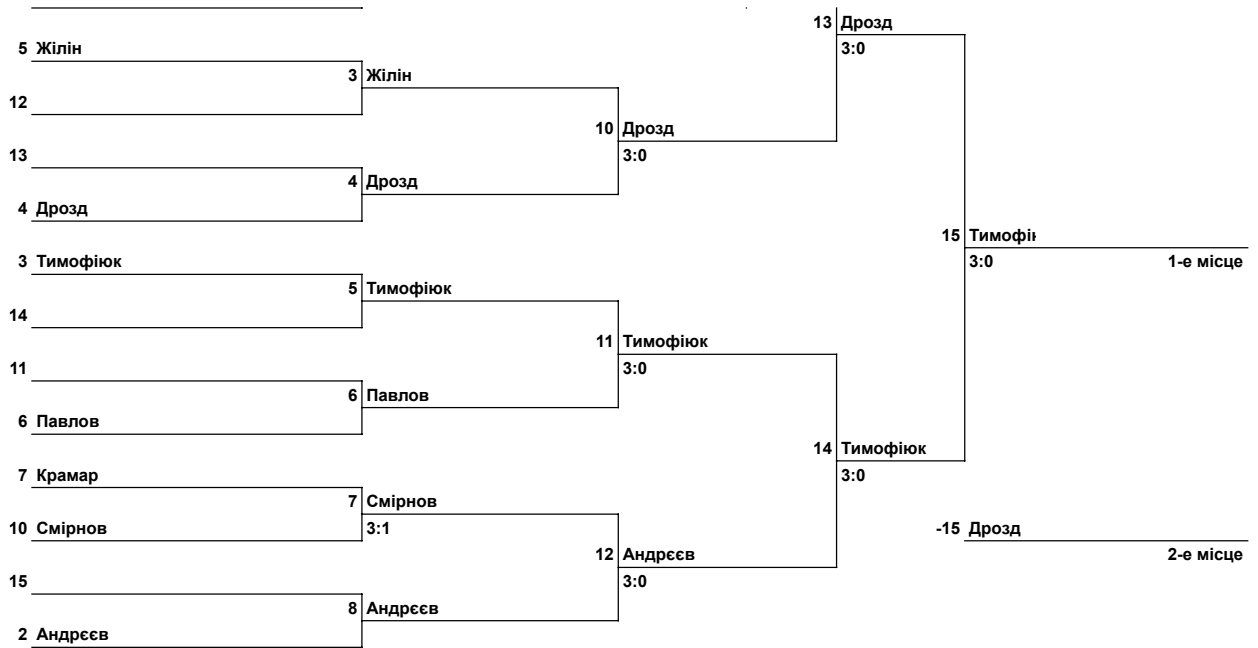 13 Дрозд
5 Жілін
3:0
3 Жілін
12
10 Дрозд
13
3:0
4 Дрозд
4 Дрозд
15 Тимофі
3 Тимофіюк
3:0 1-е місце
5 Тимофіюк
14
11 Тимофіюк
11
3:0
6 Павлов
6 Павлов
14 Тимофіюк
7 Крамар
3:0
7 Смірнов
10 Смірнов
3:1
-15 Дрозд
12 Андрєєв
2-е місце
15
3:0
8 Андрєєв
2 Андрєєв